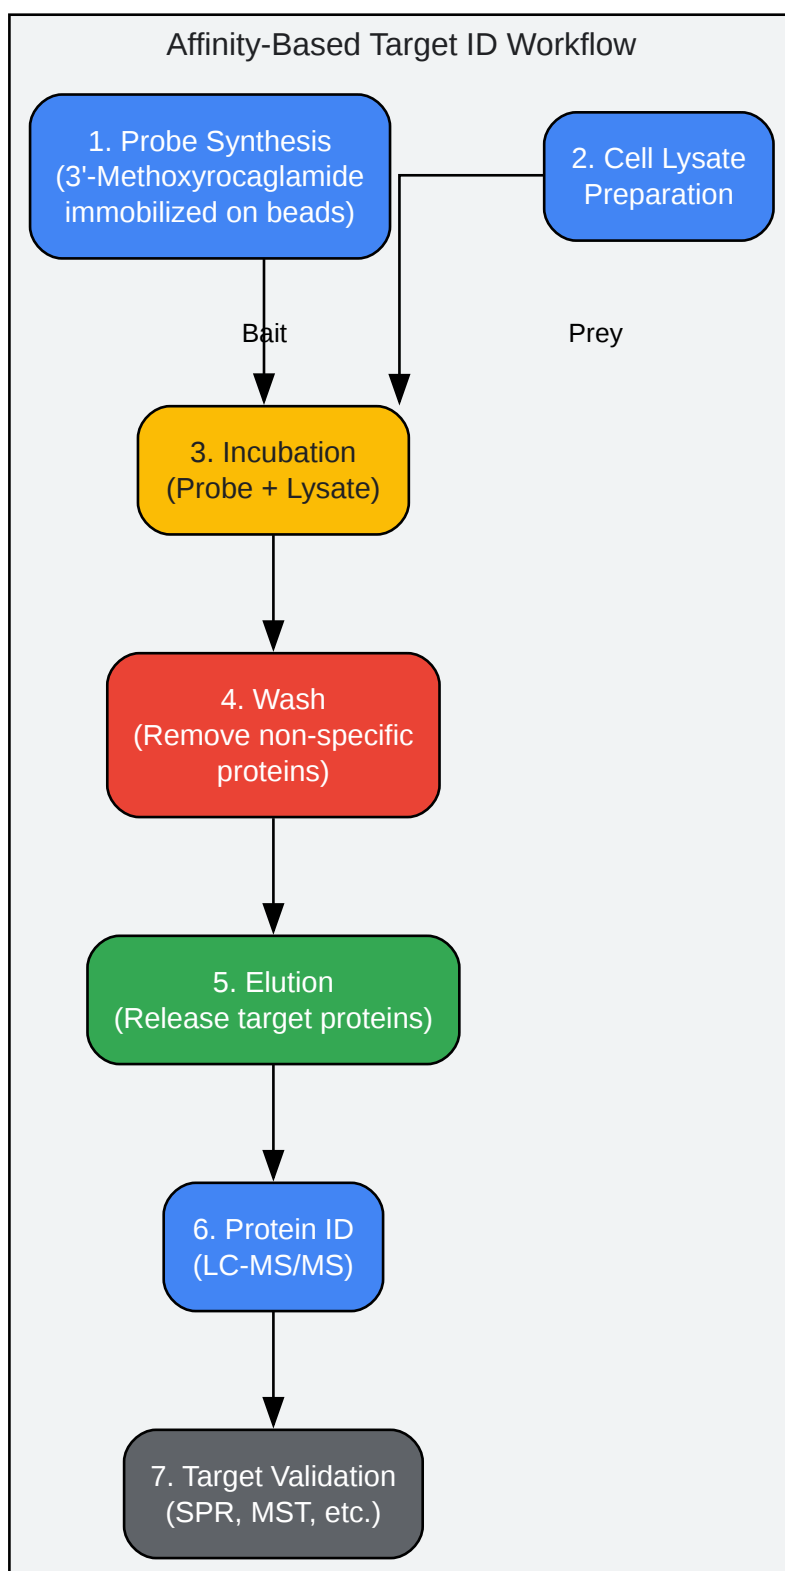 Affinity-Based Target ID Workflow
1. Probe Synthesis
(3'-Methoxyrocaglamide
immobilized on beads)
2. Cell Lysate
Preparation
Bait
Prey
3. Incubation
(Probe + Lysate)
4. Wash
(Remove non-specific
proteins)
5. Elution
(Release target proteins)
6. Protein ID
(LC-MS/MS)
7. Target Validation
(SPR, MST, etc.)